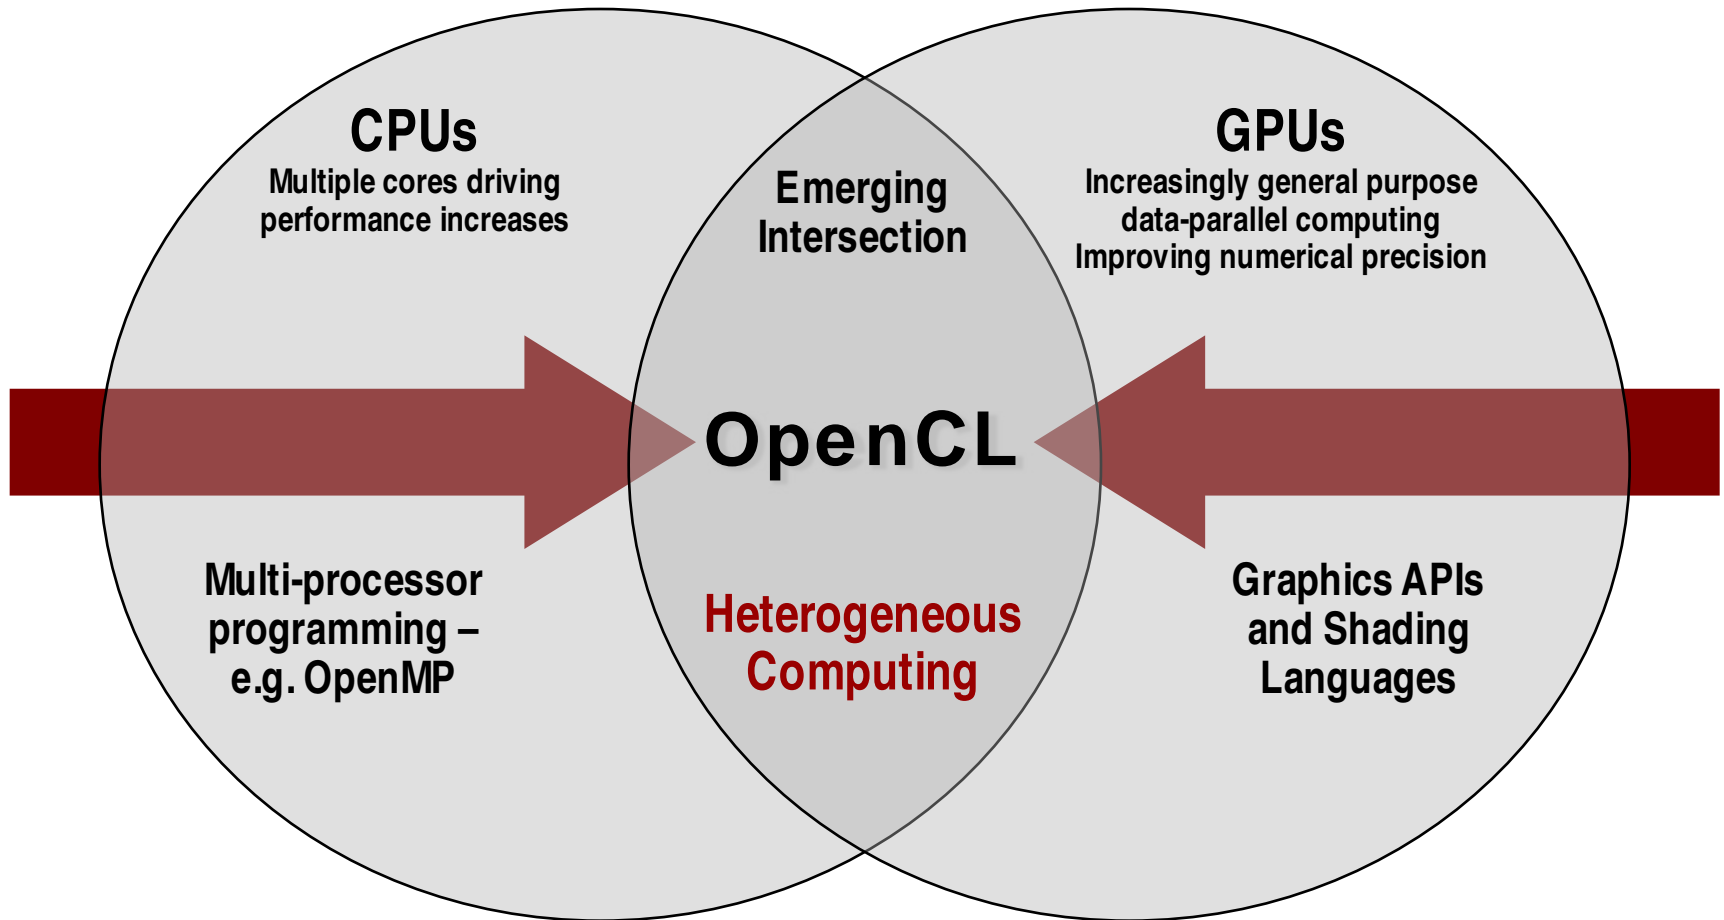 CPUs
Multiple cores driving
performance increases
Emerging
Intersection
GPUs
Increasingly general purpose
data-parallel computing
Improving numerical precision
OpenCL
Multi-processor
programming –
e.g. OpenMP
Heterogeneous
Computing
Graphics APIs
and Shading
Languages